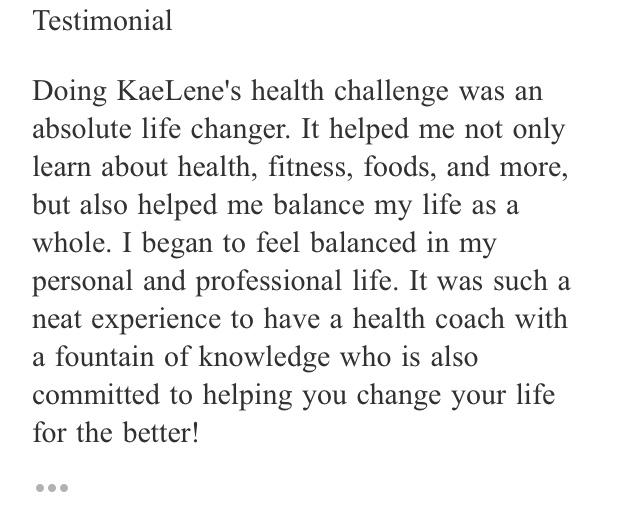 Testimonial
Doing KaeLene's health challenge was an
absolute life changer. It helped me not only
learn about health, fitness, foods, and more,
but also helped me balance my life as a
whole. I began to feel balanced in my
personal and professional life. It was such a
neat experience to have a health coach with
a fountain of knowledge who is also
committed to helping you change your life
for the better!